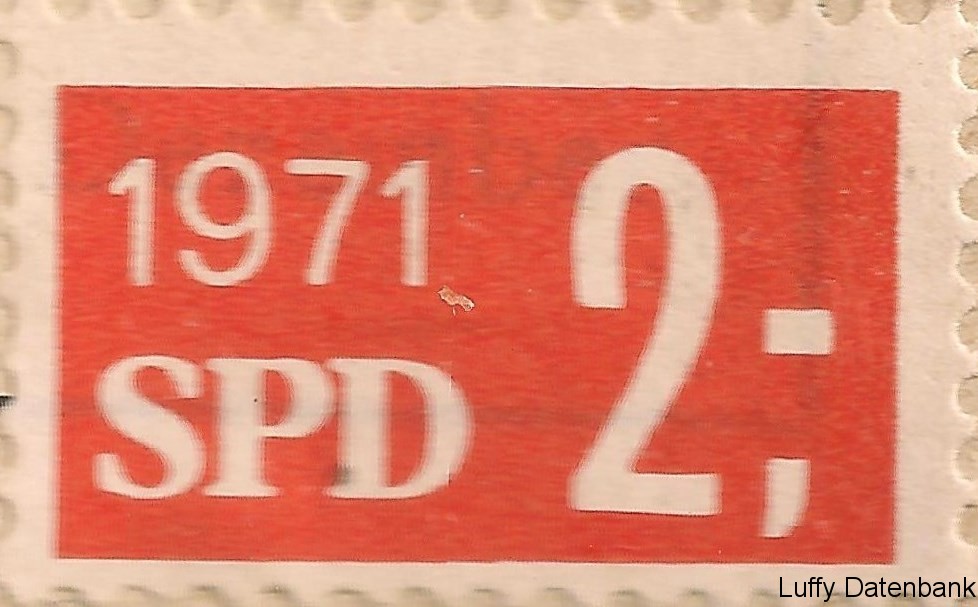 1971
SPD
2,-
Luffy Datenbank